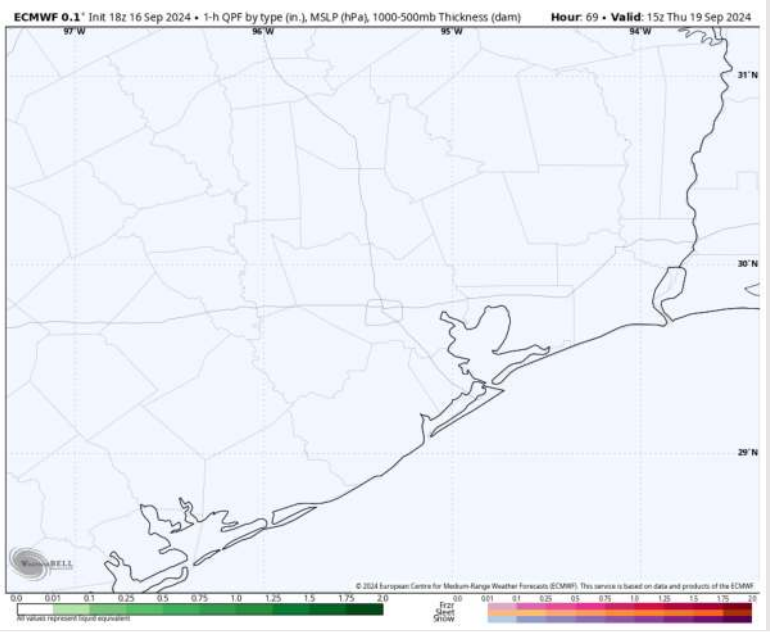 ECMWF 0.1° Init 18z 16 Sep 2024 • 1-h QPF by type (in.), MSLP (hPa), 1000-500mb Thickness (dam)
Hour: 69 • Valid: 15z Thu 19 Sep 2024
97°W 96°W 95°W 94°W
31°N
30°N
29°N
WeatherBELL
© 2024 European Centre for Medium-Range Weather Forecasts (ECMWF). This service is based on data and products of the ECMWF
0.0 0.01 0.1 0.25 0.5 0.75 1.0 1.25 1.5 1.75 2.0
All values represent liquid equivalent
0.0 0.01 0.1 0.25 0.5 0.75 1.0 1.25 1.5 1.75 2.0
Frzr
Sleet
Snow